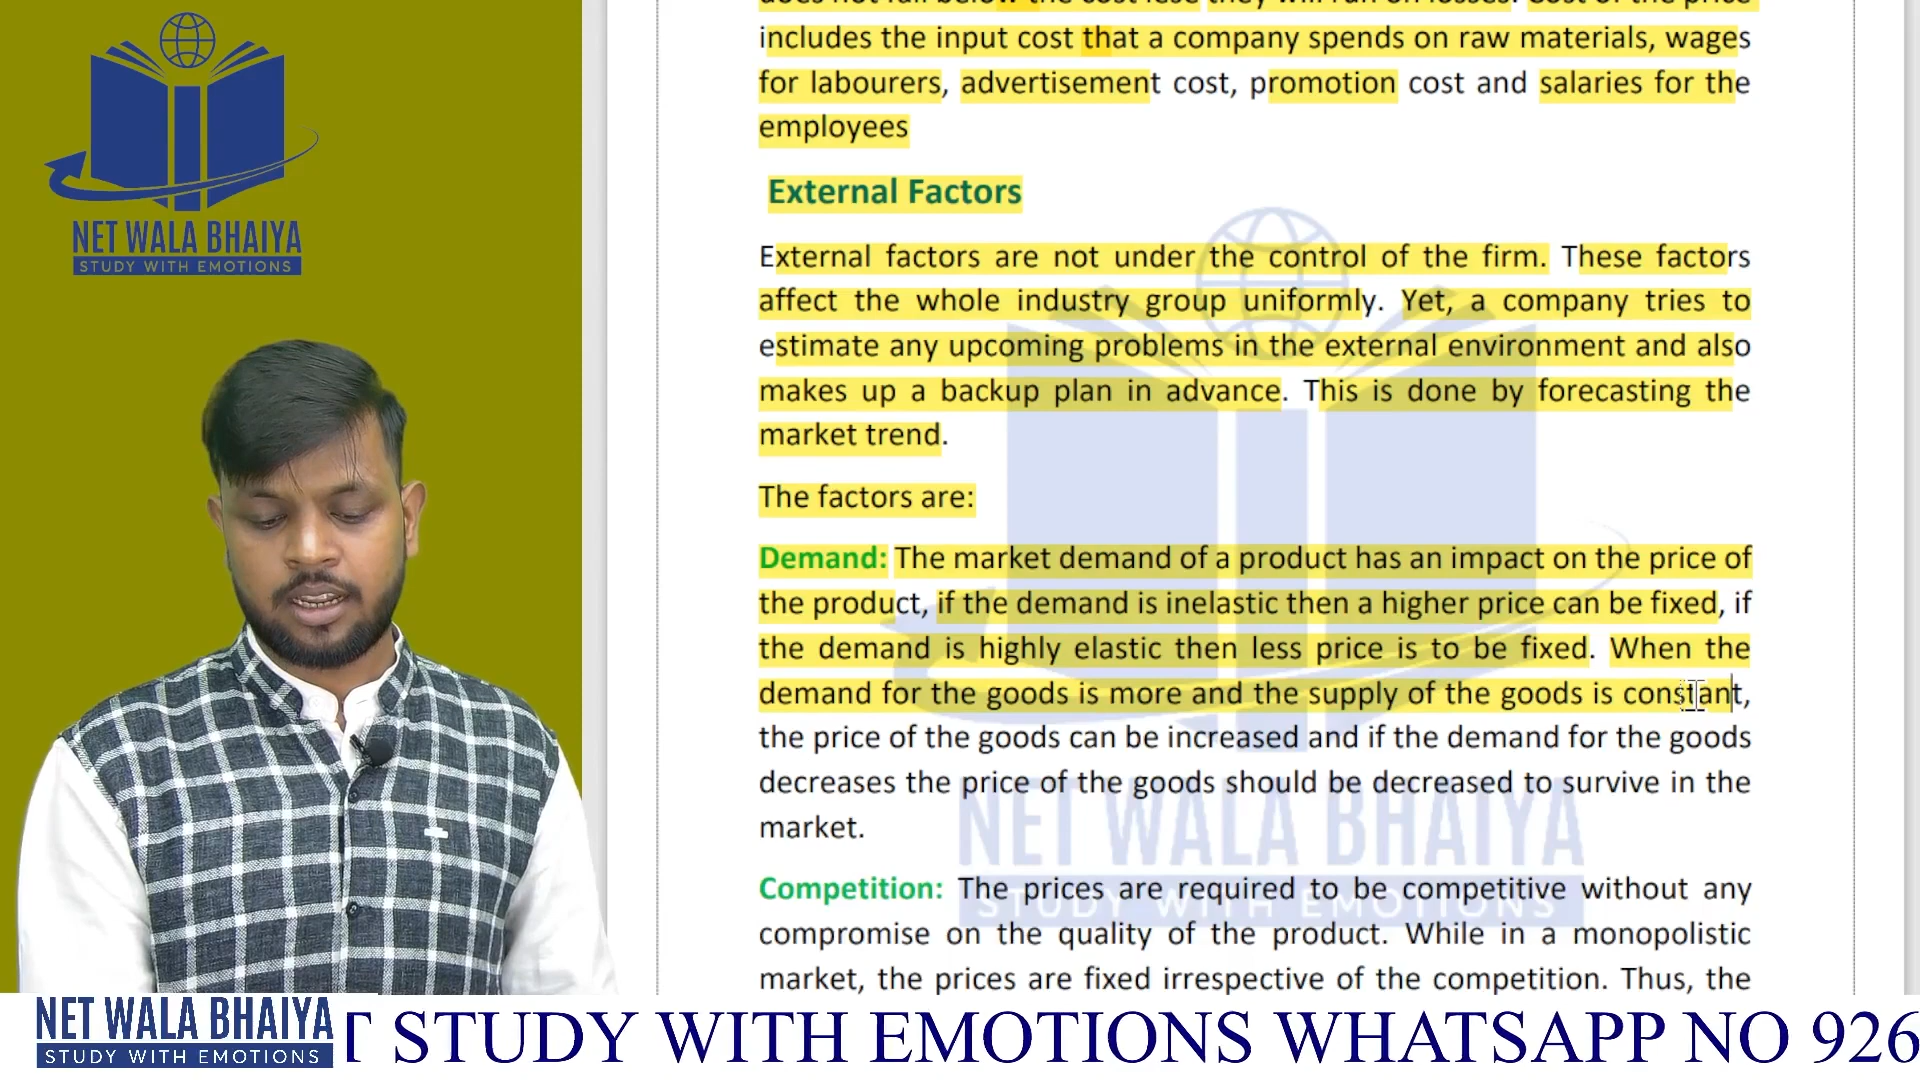 includes the input cost that a company spends on raw materials, wages
for labourers, advertisement cost, promotion cost and salaries for the
employees
External Factors
External factors are not under the control of the firm. These factors
affect the whole industry group uniformly. Yet, a company tries to
estimate any upcoming problems in the external environment and also
makes up a backup plan in advance. This is done by forecasting the
market trend.
The factors are:
Demand: The market demand of a product has an impact on the price of
the product, if the demand is inelastic then a higher price can be fixed, if
the demand is highly elastic then less price is to be fixed. When the
demand for the goods is more and the supply of the goods is constant,
the price of the goods can be increased and if the demand for the goods
decreases the price of the goods should be decreased to survive in the
market.
Competition: The prices are required to be competitive without any
compromise on the quality of the product. While in a monopolistic
market, the prices are fixed irrespective of the competition. Thus, the
NET WALA BHAIYA
STUDY WITH EMOTIONS
NET WALA BHAIYA
STUDY WITH EMOTIONS
NET WALA BHAIYA
STUDY WITH EMOTIONS
STUDY WITH EMOTIONS WHATSAPP NO 926